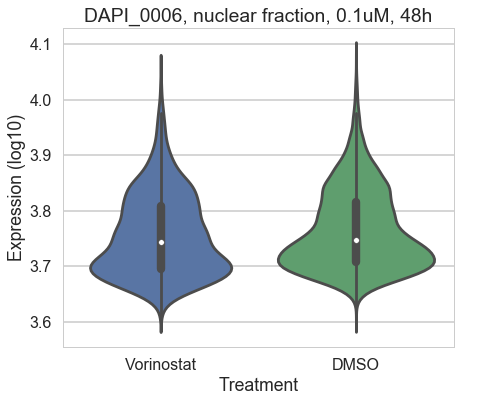 DAPI_0006, nuclear fraction, 0.1uM, 48h
4.1
4.0
3.9
3.8
3.7
3.6
Expression (log10)
Vorinostat DMSO
Treatment